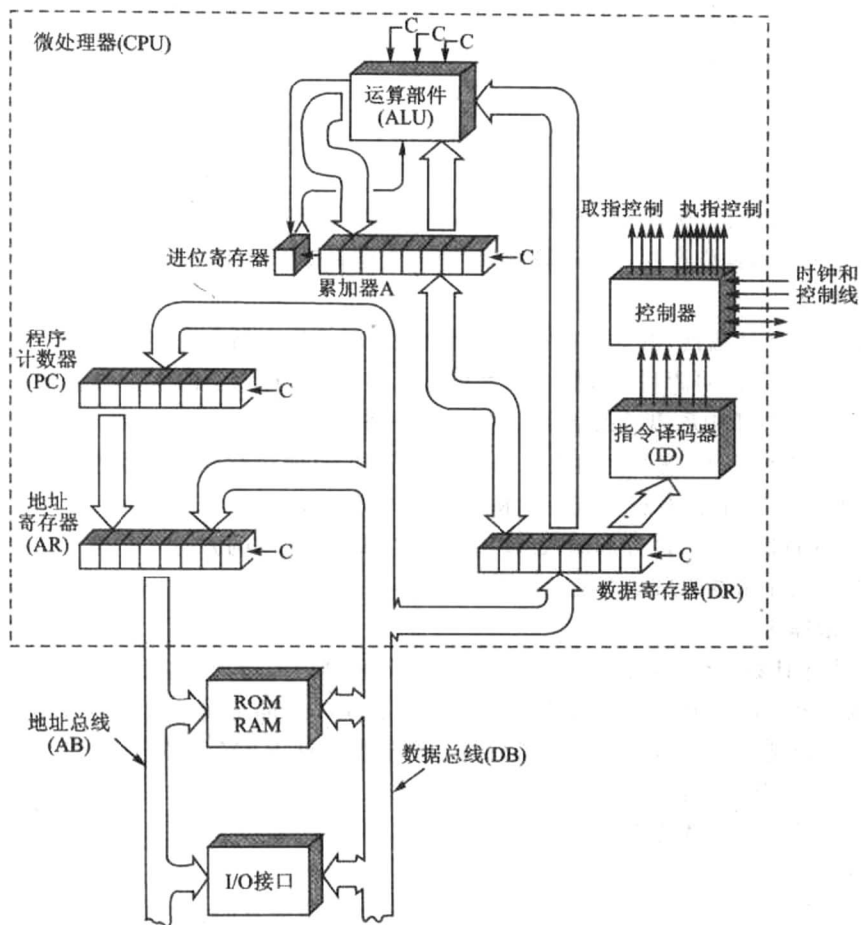 微处理器(CPU)
C
C
C
运算部件
(ALU)
取指控制
执指控制
进位寄存器
C
累加器A
时钟和
控制线
控制器
程序
计数器
(PC)
C
指令译码器
(ID)
地址
寄存器
(AR)
C
C
数据寄存器(DR)
ROM
RAM
地址总线
(AB)
数据总线(DB)
I/O接口